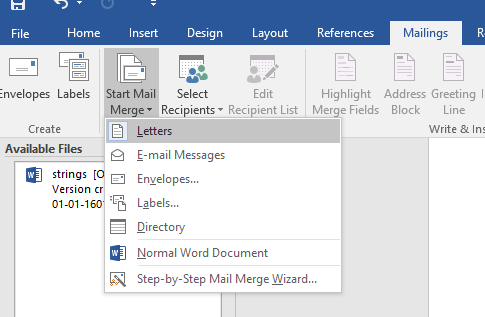 File Home Insert Design Layout References Mailings
Envelopes Labels Start Mail Merge Select Recipients Edit Recipient List Highlight Merge Fields Address Block Greeting Line
Create Write & Ins
Available Files
strings [O
Version cr
01-01-160
Letters
E-mail Messages
Envelopes...
Labels...
Directory
Normal Word Document
Step-by-Step Mail Merge Wizard...